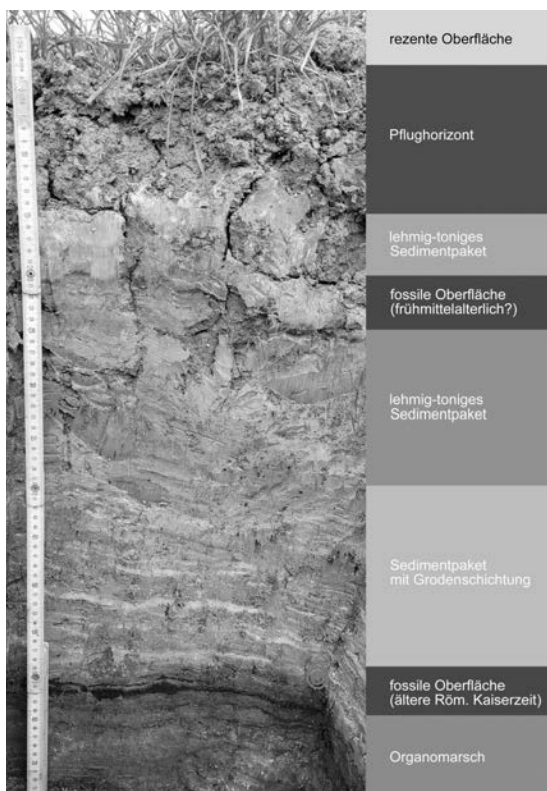 rezente Oberfläche
Pflughorizont
lehmig-toniges
Sedimentpaket
fossile Oberfläche
(frühmittelalterlich?)
lehmig-toniges
Sedimentpaket
Sedimentpaket
mit Grodenschichtung
fossile Oberfläche
(ältere Röm. Kaiserzeit)
Organomarsch